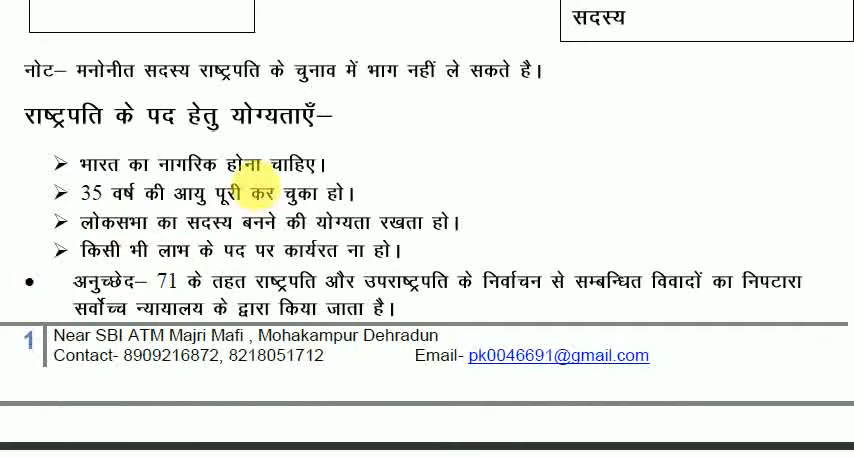 सदस्य
नोट– मनोनीत सदस्य राष्ट्रपति के चुनाव में भाग नहीं ले सकते है।
राष्ट्रपति के पद हेतु योग्यताएँ–
➢ भारत का नागरिक होना चाहिए।
➢ 35 वर्ष की आयु पूरी कर चुका हो।
➢ लोकसभा का सदस्य बनने की योग्यता रखता हो।
➢ किसी भी लाभ के पद पर कार्यरत ना हो।
• अनुच्छेद– 71 के तहत राष्ट्रपति और उपराष्ट्रपति के निर्वाचन से सम्बन्धित विवादों का निपटारा
सर्वोच्च न्यायालय के द्वारा किया जाता है।
1 Near SBI ATM Majri Mafi , Mohakampur Dehradun
Contact- 8909216872, 8218051712 Email- pk0046691@gmail.com